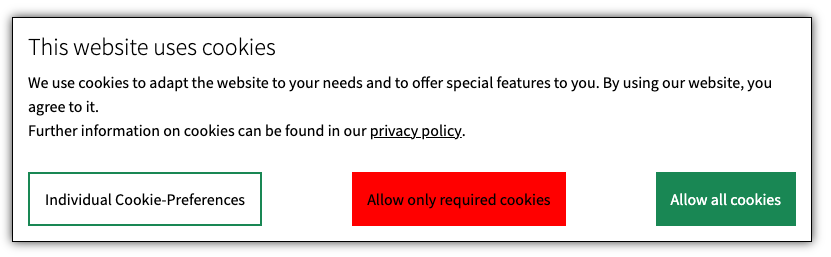 This website uses cookies
We use cookies to adapt the website to your needs and to offer special features to you. By using our website, you
agree to it.
Further information on cookies can be found in our privacy policy.
Individual Cookie-Preferences
Allow only required cookies
Allow all cookies